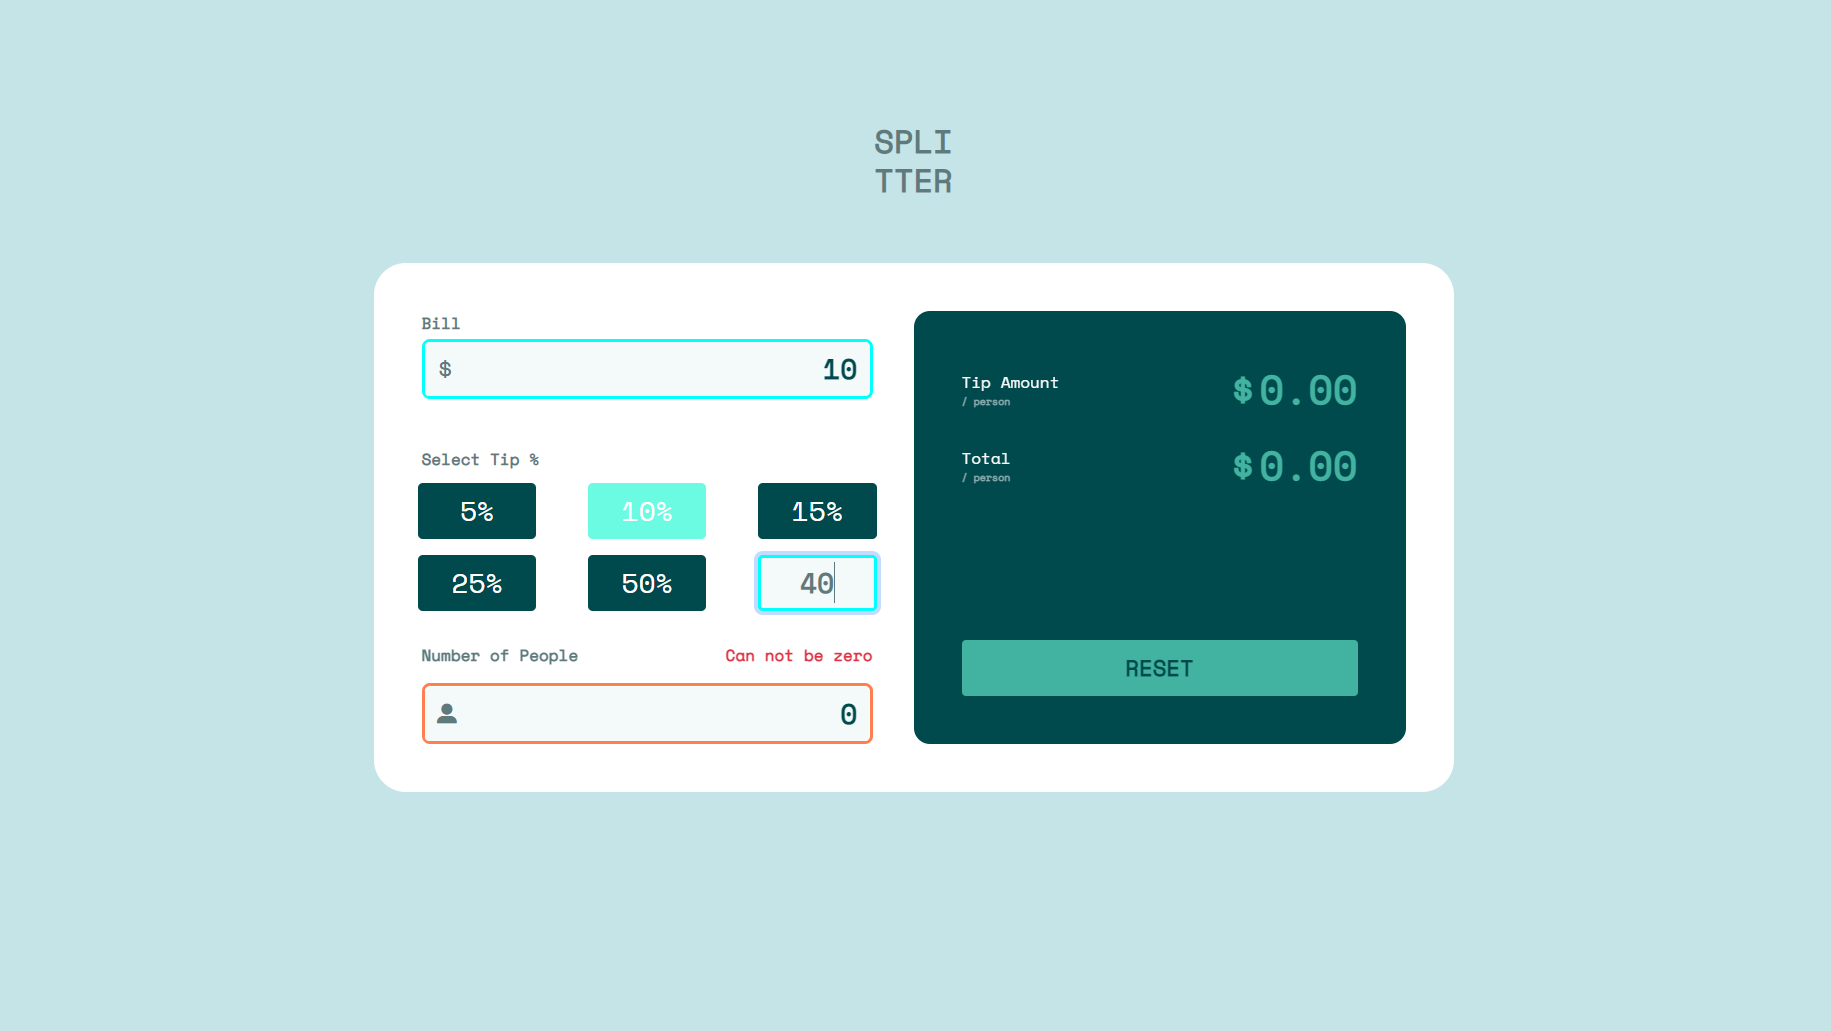 SPLI
TTER
Bill
$ 10
Select Tip %
5% 10% 15%
25% 50% 40
Number of People Can not be zero
0
Tip Amount
/ person
$0.00
Total
/ person
$0.00
RESET